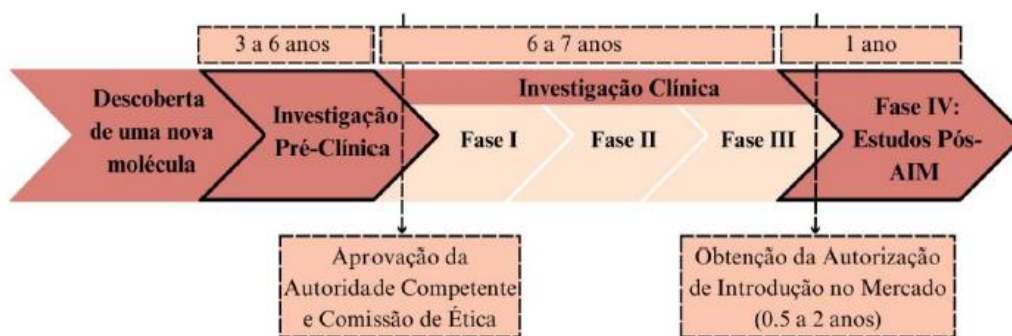 3 a 6 anos
6 a 7 anos
1 ano
Descoberta
de uma nova
molécula
Investigação
Pré-Clínica
Investigação Clínica
Fase I
Fase II
Fase III
Fase IV:
Estudos Pós-
AIM
Aprovação da
Autoridade Competente
e Comissão de Ética
Obtenção da Autorização
de Introdução no Mercado
(0.5 a 2 anos)